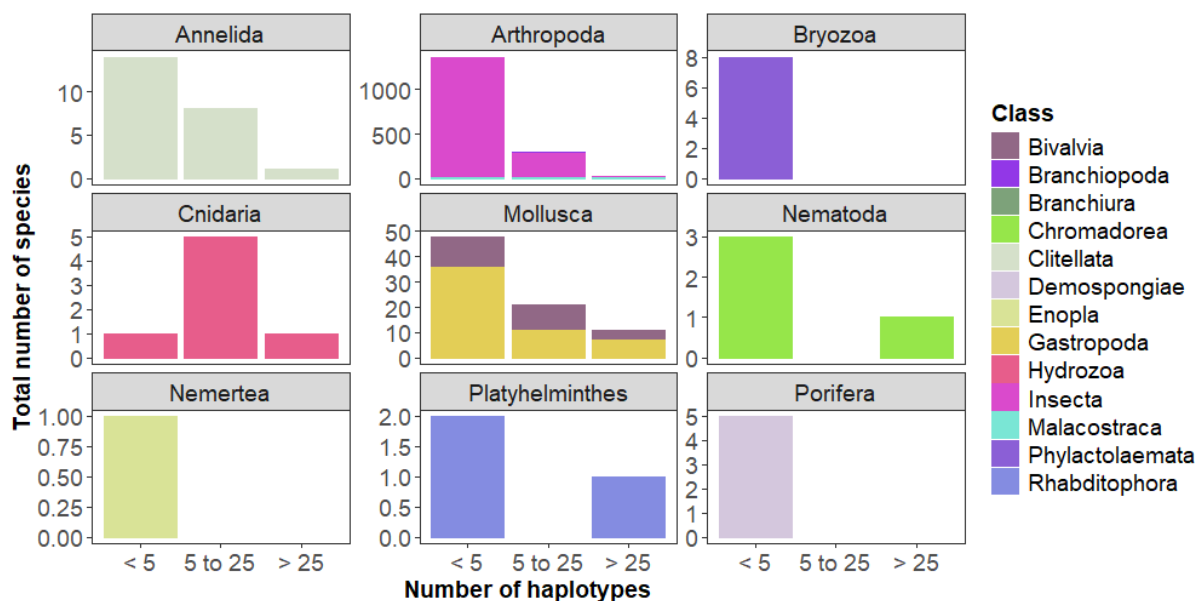 Annelida
Arthropoda
Bryozoa
10
5
0
1000
500
0
8
6
4
2
0
Cnidaria
Mollusca
Nematoda
5
4
3
2
1
0
50
40
30
20
10
0
3
2
1
0
Nemertea
Platyhelminthes
Porifera
1.00
0.75
0.50
0.25
0.00
2.0
1.5
1.0
0.5
0.0
5
4
3
2
1
0
< 5 5 to 25 > 25
< 5 5 to 25 > 25
< 5 5 to 25 > 25
Total number of species
Number of haplotypes
Class
Bivalvia
Branchiopoda
Branchiura
Chromadorea
Clitellata
Demospongiae
Enopla
Gastropoda
Hydrozoa
Insecta
Malacostraca
Phylactolaemata
Rhabditophora